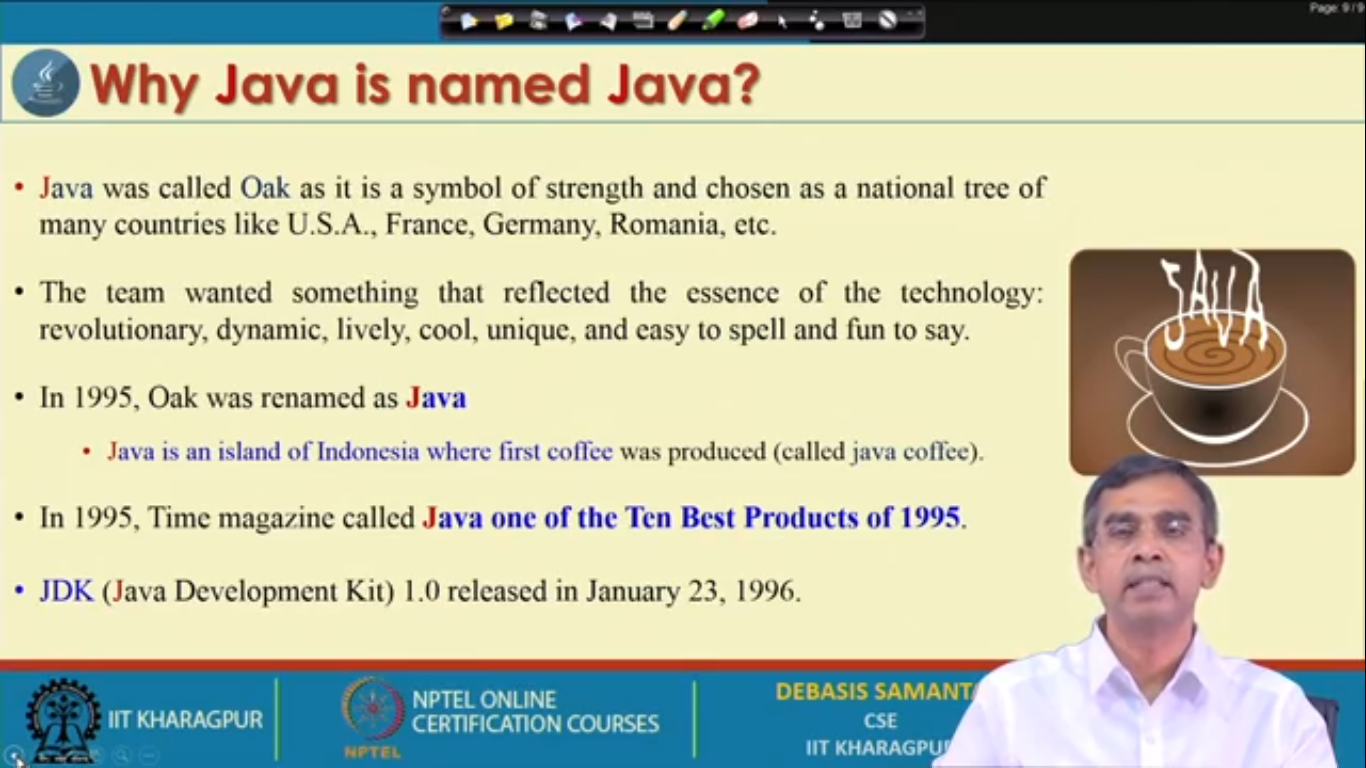 Page: 9 / 9
Why Java is named Java?
• Java was called Oak as it is a symbol of strength and chosen as a national tree of
many countries like U.S.A., France, Germany, Romania, etc.
• The team wanted something that reflected the essence of the technology:
revolutionary, dynamic, lively, cool, unique, and easy to spell and fun to say.
• In 1995, Oak was renamed as Java
• Java is an island of Indonesia where first coffee was produced (called java coffee).
JAVA
• In 1995, Time magazine called Java one of the Ten Best Products of 1995.
• JDK (Java Development Kit) 1.0 released in January 23, 1996.
IIT KHARAGPUR
NPTEL
NPTEL ONLINE
CERTIFICATION COURSES
DEBASIS SAMANT
CSE
IIT KHARAGPU